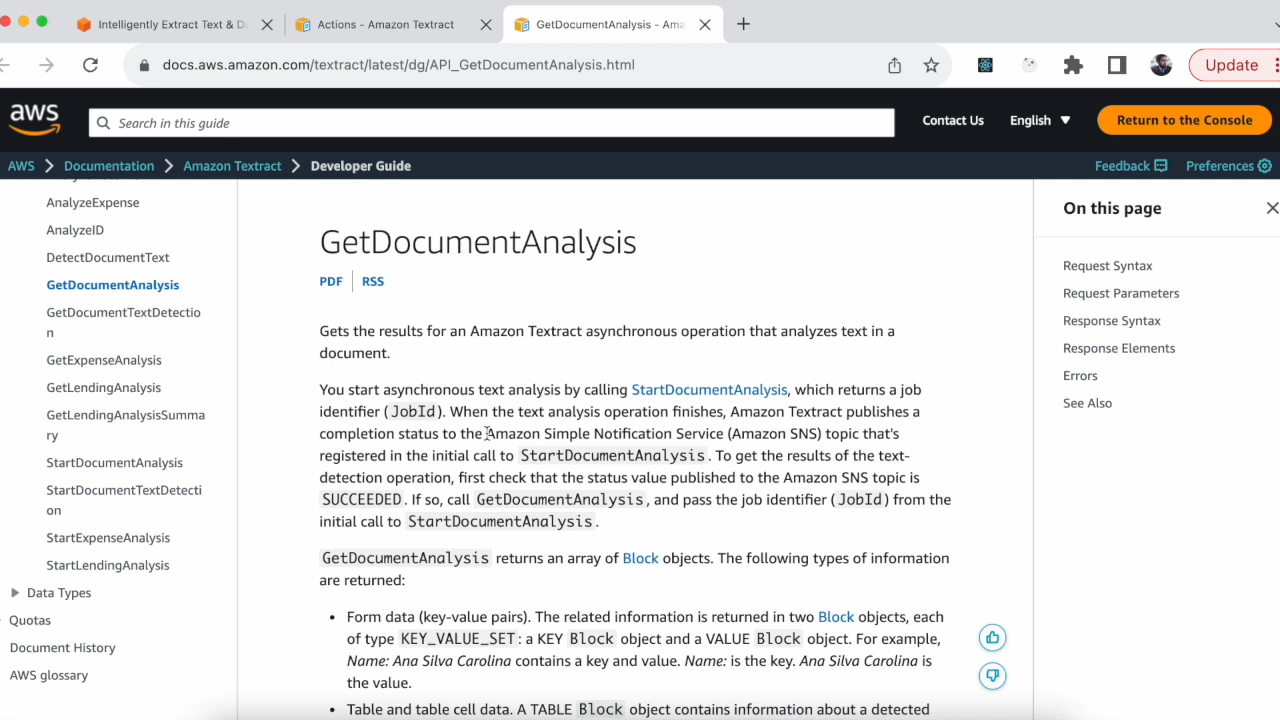 Intelligently Extract Text & D
Actions - Amazon Textract
GetDocumentAnalysis - Ama
docs.aws.amazon.com/textract/latest/dg/API_GetDocumentAnalysis.html
Update
aws
Search in this guide
Contact Us
English
Return to the Console
AWS
Documentation
Amazon Textract
Developer Guide
Feedback
Preferences
AnalyzeExpense
AnalyzeID
DetectDocumentText
GetDocumentAnalysis
GetDocumentTextDetectio
n
GetExpenseAnalysis
GetLendingAnalysis
GetLendingAnalysisSumma
ry
StartDocumentAnalysis
StartDocumentTextDetecti
on
StartExpenseAnalysis
StartLendingAnalysis
Data Types
Quotas
Document History
AWS glossary
GetDocumentAnalysis
PDF
RSS
Gets the results for an Amazon Textract asynchronous operation that analyzes text in a
document.
You start asynchronous text analysis by calling StartDocumentAnalysis, which returns a job
identifier (JobId). When the text analysis operation finishes, Amazon Textract publishes a
completion status to the Amazon Simple Notification Service (Amazon SNS) topic that's
registered in the initial call to StartDocumentAnalysis. To get the results of the text-
detection operation, first check that the status value published to the Amazon SNS topic is
SUCCEEDED. If so, call GetDocumentAnalysis, and pass the job identifier (JobId) from the
initial call to StartDocumentAnalysis.
GetDocumentAnalysis returns an array of Block objects. The following types of information
are returned:
• Form data (key-value pairs). The related information is returned in two Block objects, each
of type KEY_VALUE_SET: a KEY Block object and a VALUE Block object. For example,
Name: Ana Silva Carolina contains a key and value. Name: is the key. Ana Silva Carolina is
the value.
• Table and table cell data. A TABLE Block object contains information about a detected
On this page
Request Syntax
Request Parameters
Response Syntax
Response Elements
Errors
See Also